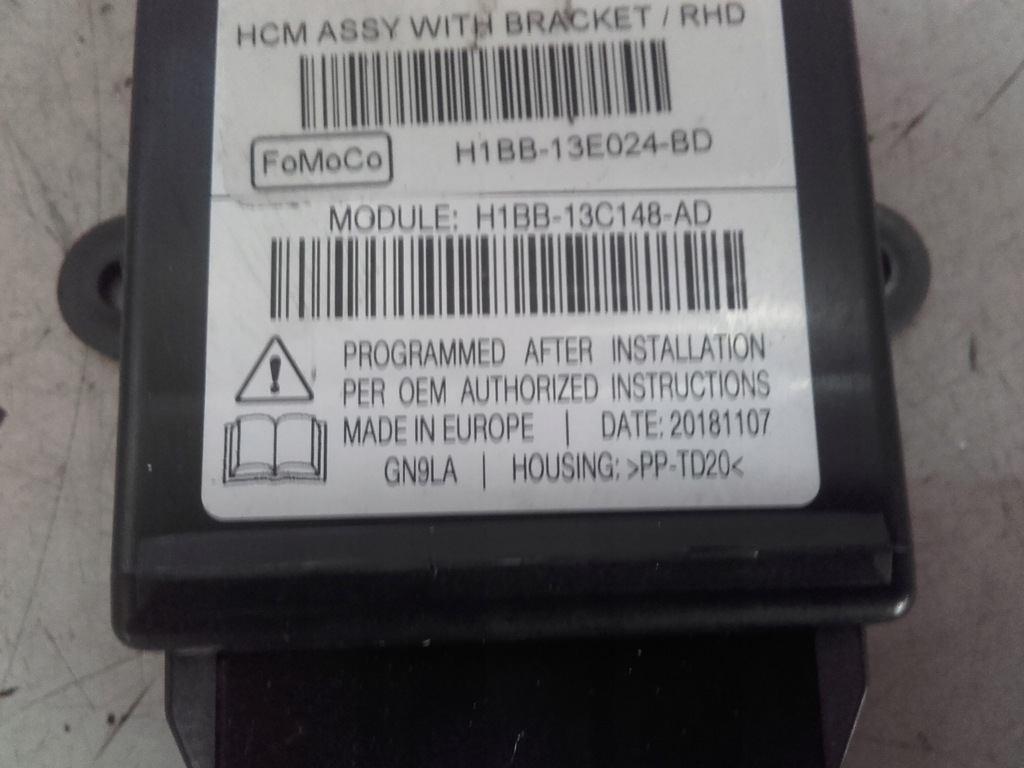 HCM ASSY WITH BRACKET / RHD
FoMoCo H1BB-13E024-BD
MODULE: H1BB-13C148-AD
PROGRAMMED AFTER INSTALLATION
PER OEM AUTHORIZED INSTRUCTIONS
MADE IN EUROPE | DATE: 20181107
GN9LA | HOUSING: >PP-TD20<